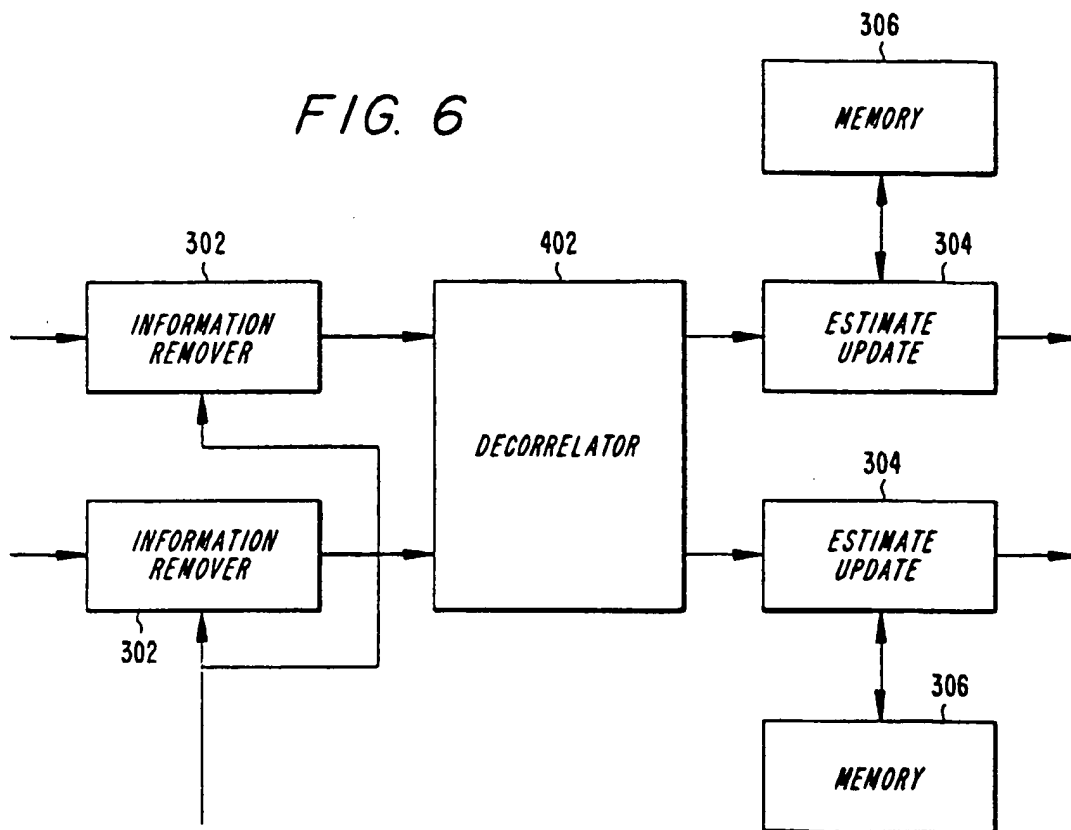 FIG. 6
306
MEMORY
302
INFORMATION
REMOVER
402
DECORRELATOR
304
ESTIMATE
UPDATE
INFORMATION
REMOVER
302
304
ESTIMATE
UPDATE
306
MEMORY